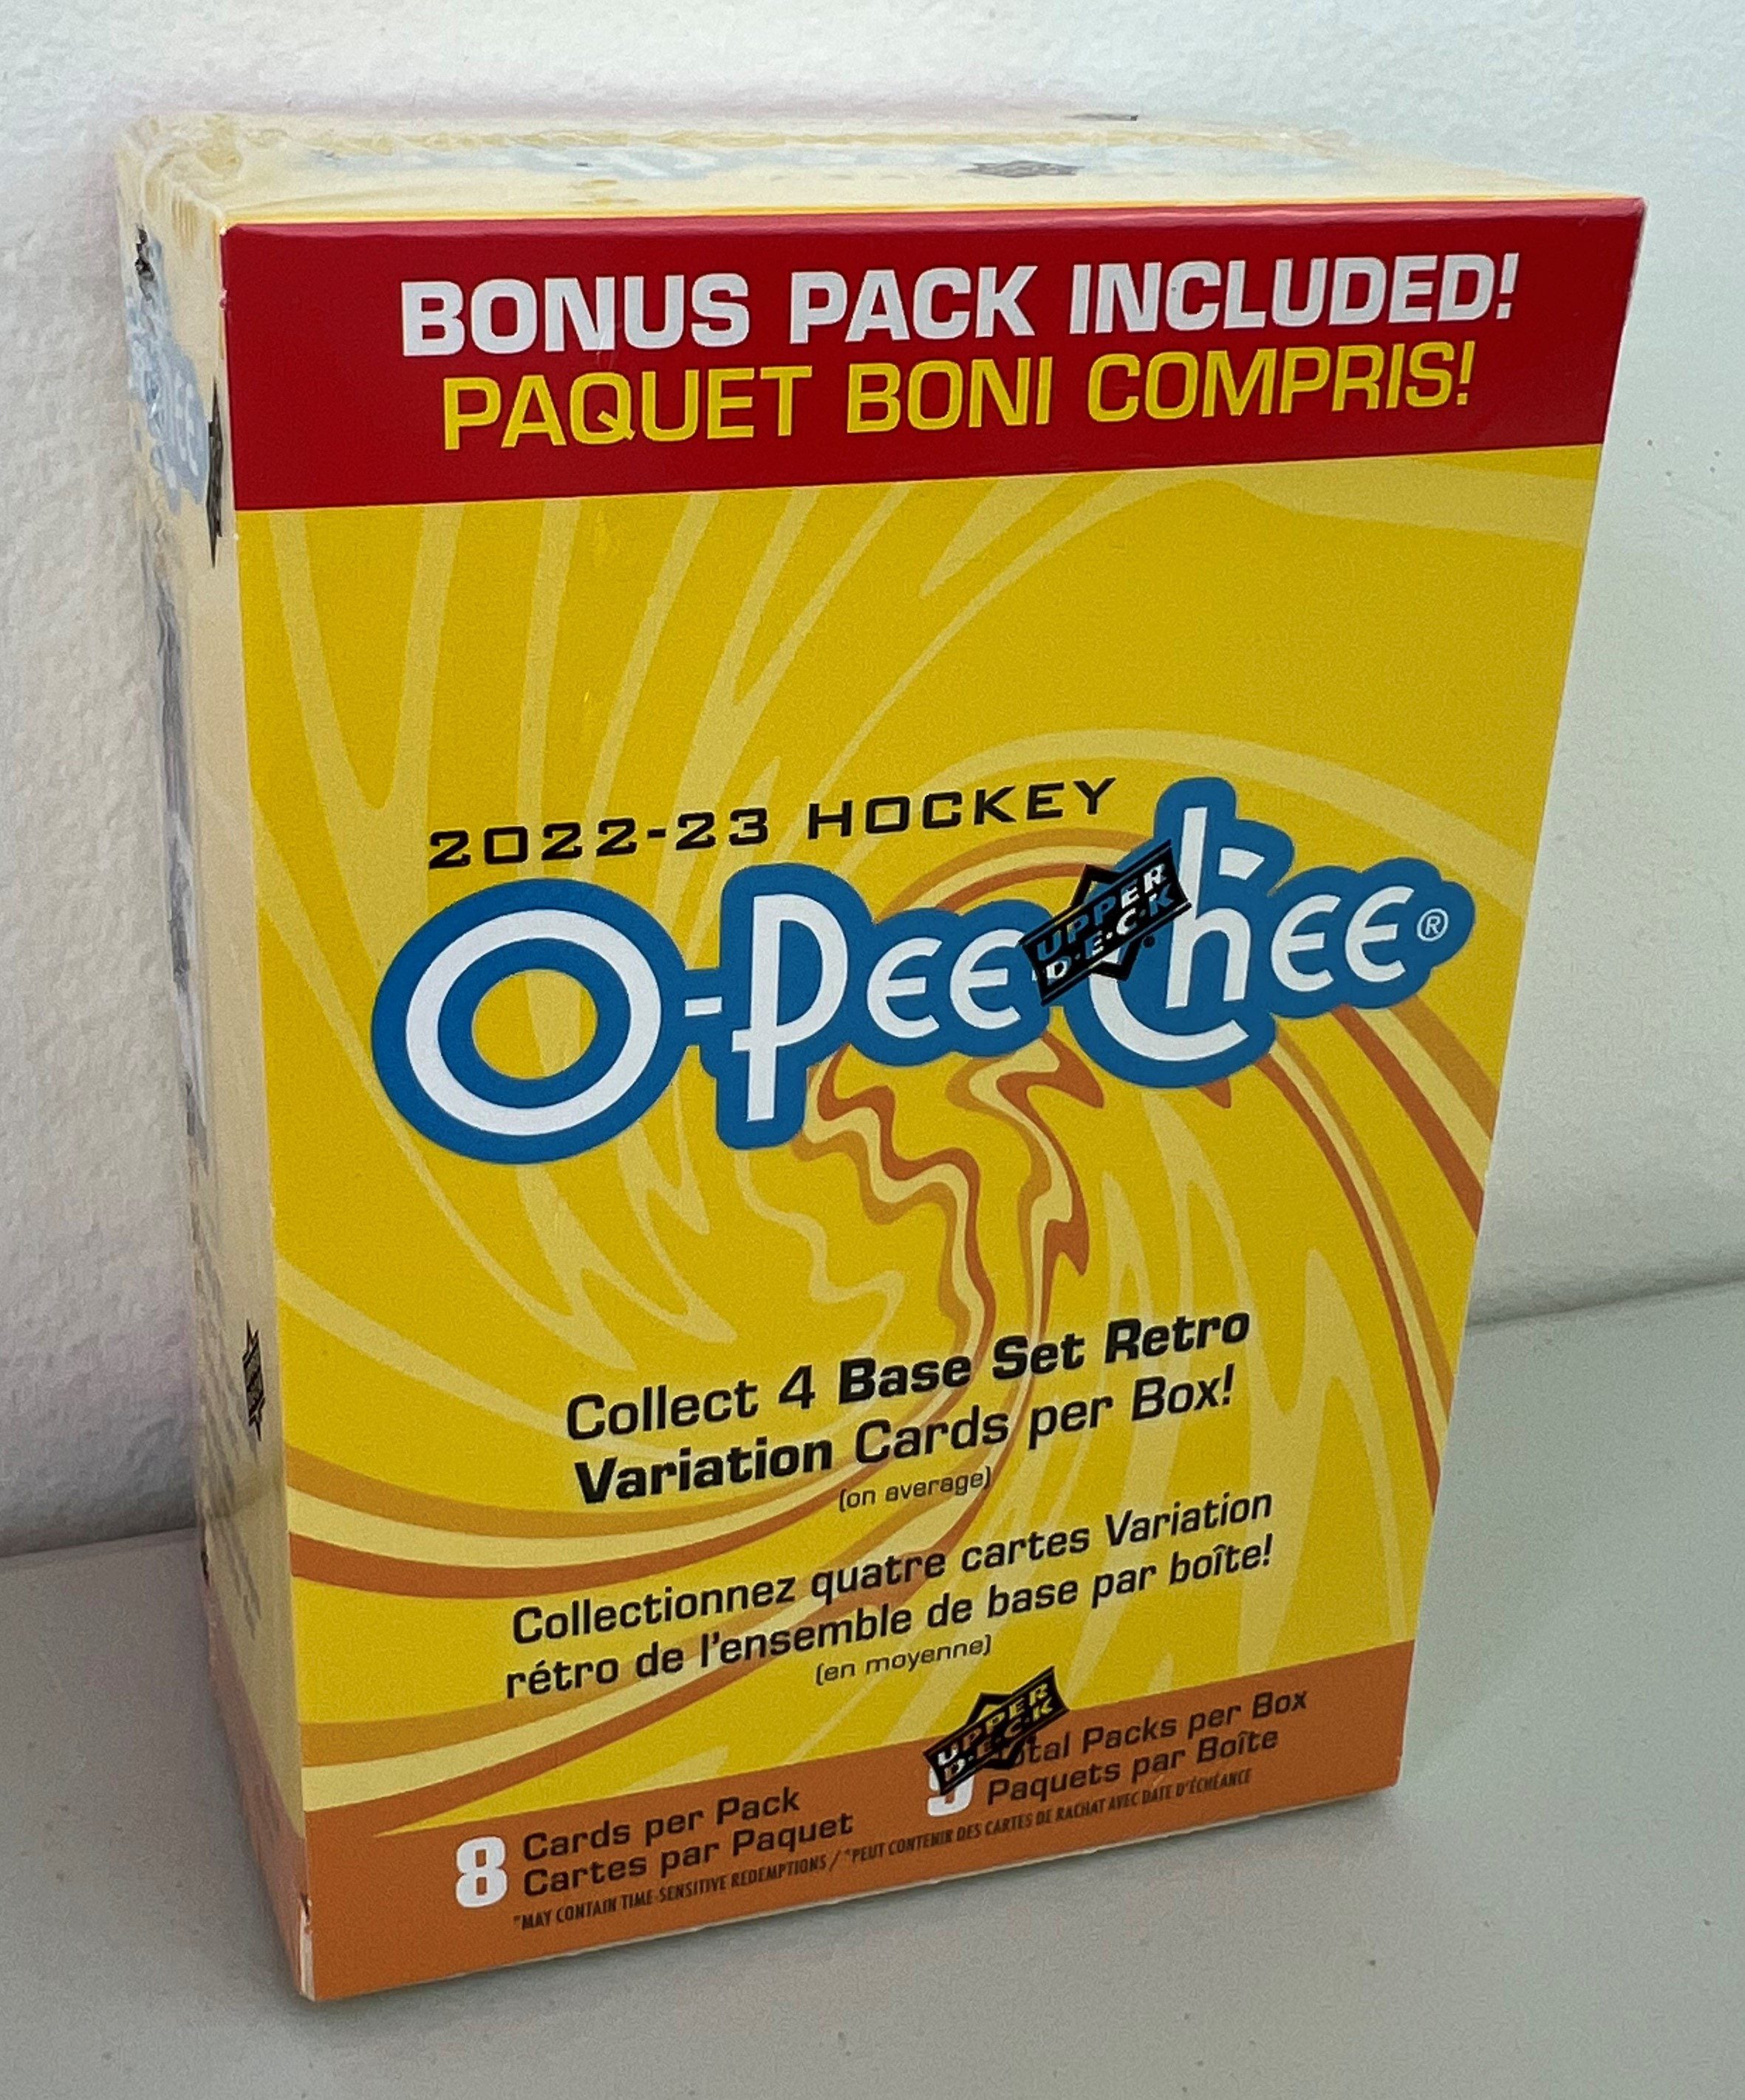 BONUS PACK INCLUDED!
PAQUET BONI COMPRIS!
2022-23 HOCKEY
O-Pee-Chee®
UPPER
D·E·C·K
Collect 4 Base Set Retro
Variation Cards per Box!
(on average)
Collectionnez quatre cartes Variation
rétro de l'ensemble de base par boîte!
(en moyenne)
UPPER
D·E·C·K
8 Cards per Pack
Cartes par Paquet
Packs per Box
Paquets par Boîte
*MAY CONTAIN TIME-SENSITIVE REDEMPTIONS / *PEUT CONTENIR DES CARTES DE RACHAT AVEC DATE D'ÉCHÉANCE